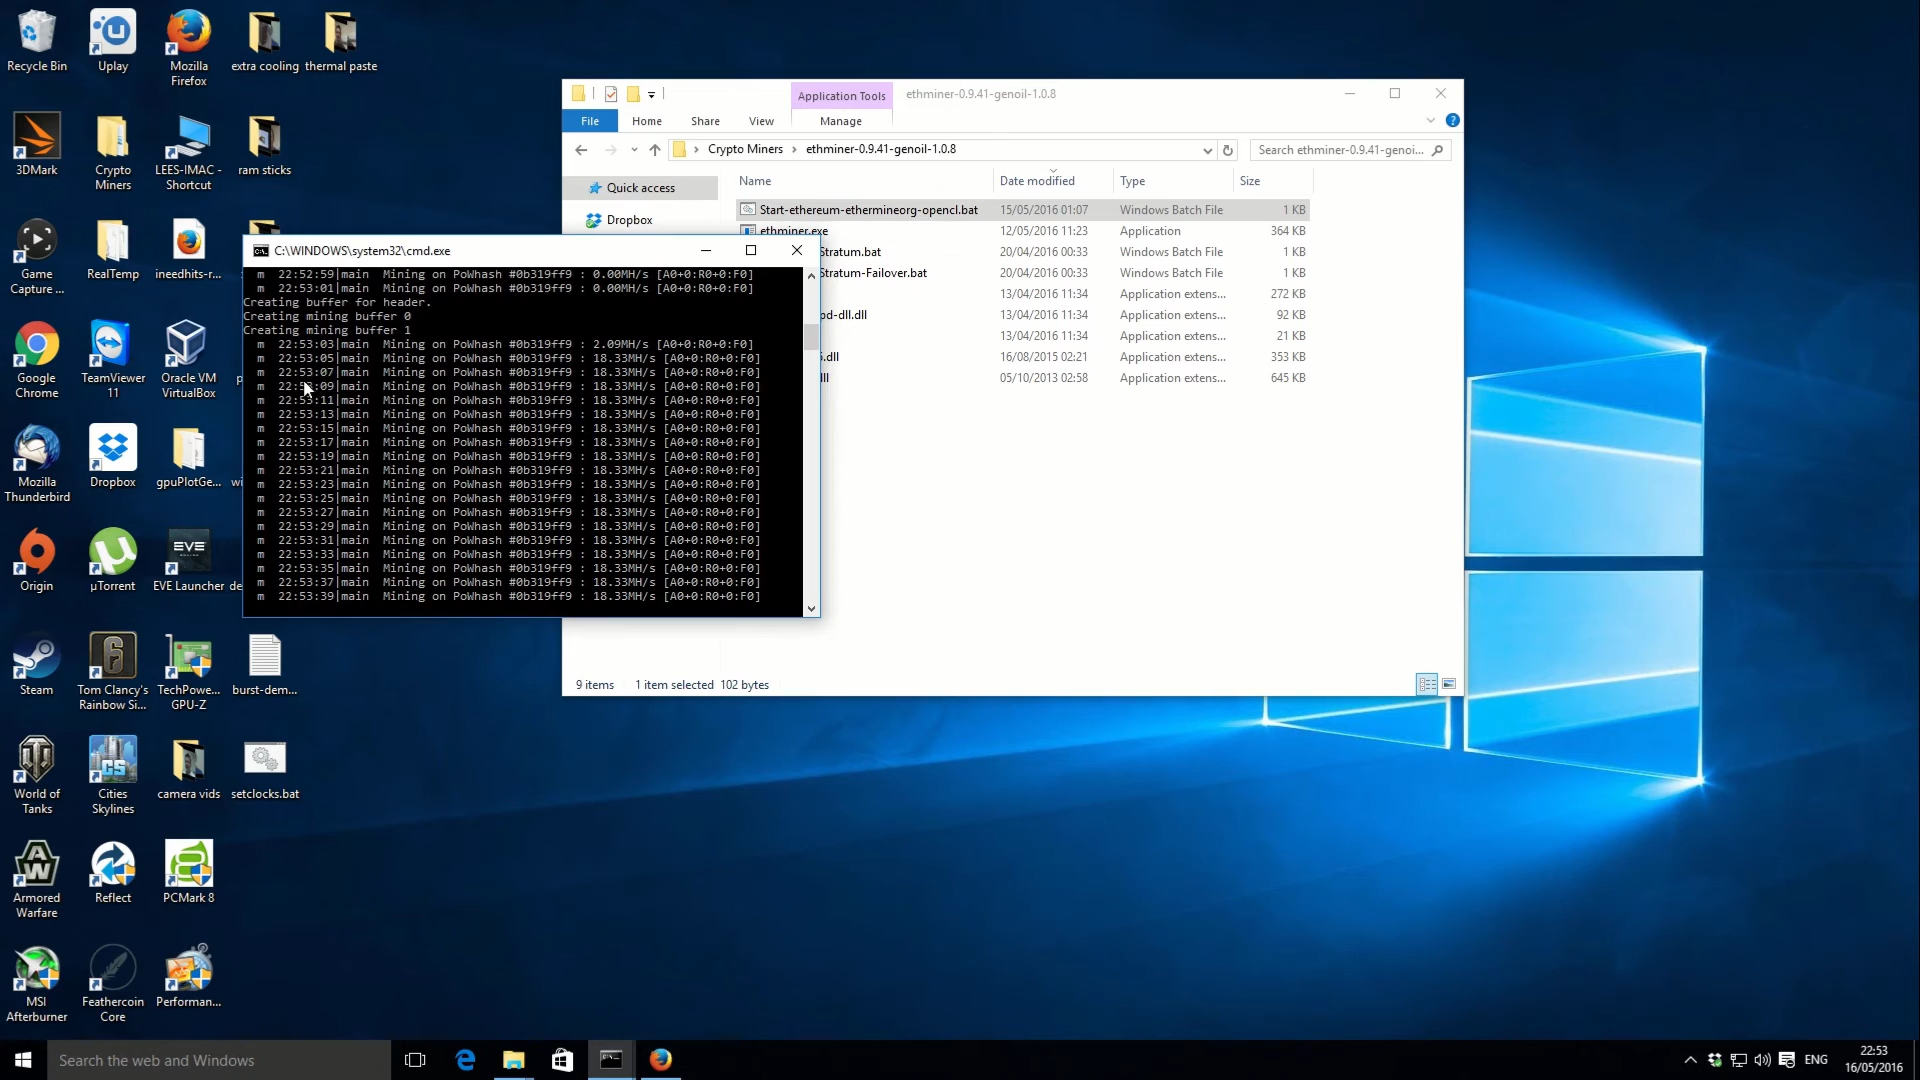 Recycle Bin
Uplay
Mozilla
Firefox
extra cooling
thermal paste
3DMark
Crypto
Miners
LEES-IMAC -
Shortcut
ram sticks
Game
Capture ...
RealTemp
ineedhits-r...
Google
Chrome
TeamViewer
11
Oracle VM
VirtualBox
Mozilla
Thunderbird
Dropbox
gpuPlotGe...
Origin
µTorrent
EVE
EVE Launcher
Steam
Tom Clancy's
Rainbow Si...
TechPowe...
GPU-Z
burst-dem...
World of
Tanks
Cities
Skylines
camera vids
setclocks.bat
Armored
Warfare
Reflect
PCMark 8
MSI
Afterburner
Feathercoin
Core
Performan...
Application Tools
ethminer-0.9.41-genoil-1.0.8
File Home Share View Manage
Crypto Miners > ethminer-0.9.41-genoil-1.0.8
Search ethminer-0.9.41-genoi...
Name Date modified Type Size
Quick access
Dropbox
Start-ethereum-ethermineorg-opencl.bat 15/05/2016 01:07 Windows Batch File 1 KB
ethminer.exe 12/05/2016 11:23 Application 364 KB
Stratum.bat 20/04/2016 00:33 Windows Batch File 1 KB
Stratum-Failover.bat 20/04/2016 00:33 Windows Batch File 1 KB
13/04/2016 11:34 Application extens... 272 KB
od-dll.dll 13/04/2016 11:34 Application extens... 92 KB
13/04/2016 11:34 Application extens... 21 KB
.dll 16/08/2015 02:21 Application extens... 353 KB
05/10/2013 02:58 Application extens... 645 KB
9 items 1 item selected 102 bytes
C:\WINDOWS\system32\cmd.exe
m 22:52:59|main Mining on PoWhash #0b319ff9 : 0.00MH/s [A0+0:R0+0:F0]
m 22:53:01|main Mining on PoWhash #0b319ff9 : 0.00MH/s [A0+0:R0+0:F0]
Creating buffer for header.
Creating mining buffer 0
Creating mining buffer 1
m 22:53:03|main Mining on PoWhash #0b319ff9 : 2.09MH/s [A0+0:R0+0:F0]
m 22:53:05|main Mining on PoWhash #0b319ff9 : 18.33MH/s [A0+0:R0+0:F0]
m 22:53:07|main Mining on PoWhash #0b319ff9 : 18.33MH/s [A0+0:R0+0:F0]
m 22:53:09|main Mining on PoWhash #0b319ff9 : 18.33MH/s [A0+0:R0+0:F0]
m 22:53:11|main Mining on PoWhash #0b319ff9 : 18.33MH/s [A0+0:R0+0:F0]
m 22:53:13|main Mining on PoWhash #0b319ff9 : 18.33MH/s [A0+0:R0+0:F0]
m 22:53:15|main Mining on PoWhash #0b319ff9 : 18.33MH/s [A0+0:R0+0:F0]
m 22:53:17|main Mining on PoWhash #0b319ff9 : 18.33MH/s [A0+0:R0+0:F0]
m 22:53:19|main Mining on PoWhash #0b319ff9 : 18.33MH/s [A0+0:R0+0:F0]
m 22:53:21|main Mining on PoWhash #0b319ff9 : 18.33MH/s [A0+0:R0+0:F0]
m 22:53:23|main Mining on PoWhash #0b319ff9 : 18.33MH/s [A0+0:R0+0:F0]
m 22:53:25|main Mining on PoWhash #0b319ff9 : 18.33MH/s [A0+0:R0+0:F0]
m 22:53:27|main Mining on PoWhash #0b319ff9 : 18.33MH/s [A0+0:R0+0:F0]
m 22:53:29|main Mining on PoWhash #0b319ff9 : 18.33MH/s [A0+0:R0+0:F0]
m 22:53:31|main Mining on PoWhash #0b319ff9 : 18.33MH/s [A0+0:R0+0:F0]
m 22:53:33|main Mining on PoWhash #0b319ff9 : 18.33MH/s [A0+0:R0+0:F0]
m 22:53:35|main Mining on PoWhash #0b319ff9 : 18.33MH/s [A0+0:R0+0:F0]
m 22:53:37|main Mining on PoWhash #0b319ff9 : 18.33MH/s [A0+0:R0+0:F0]
m 22:53:39|main Mining on PoWhash #0b319ff9 : 18.33MH/s [A0+0:R0+0:F0]
Search the web and Windows
ENG
22:53
16/05/2016